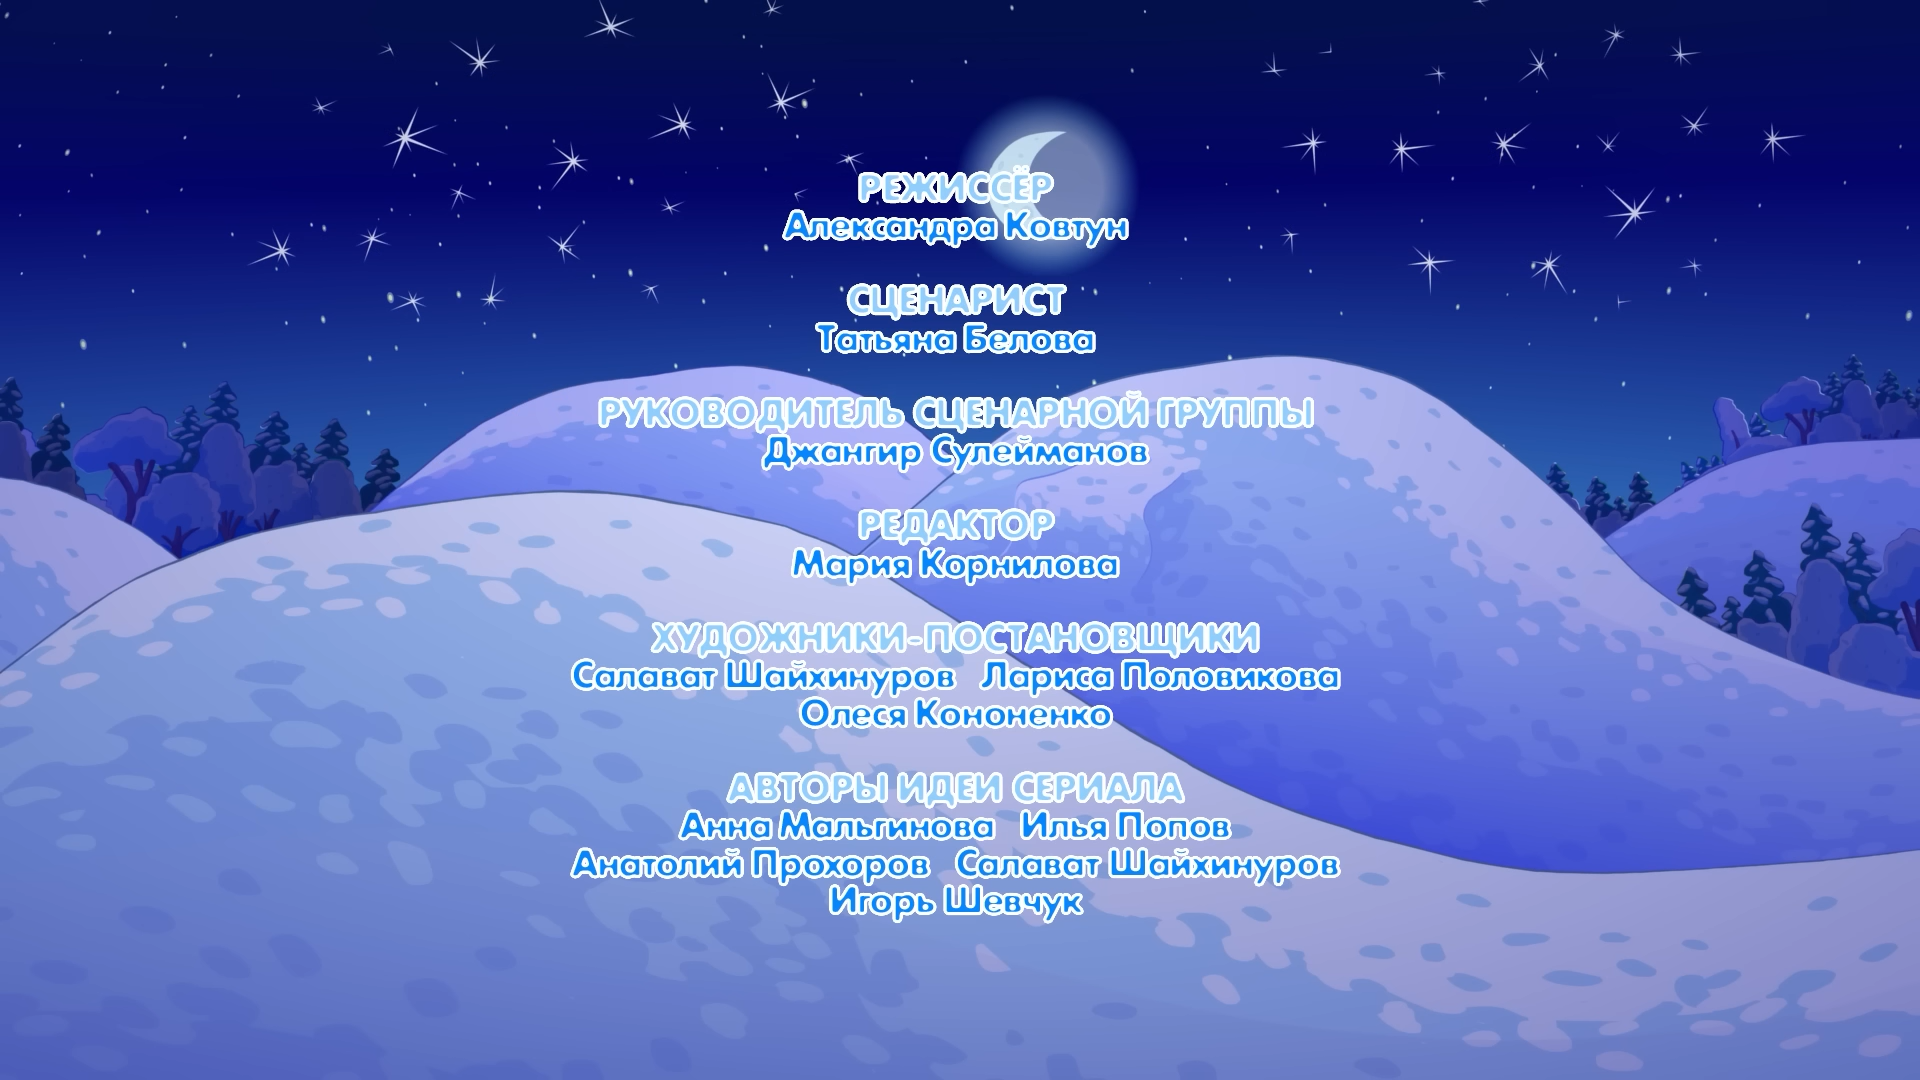 РЕЖИССЁР
Александра Ковтун
СЦЕНАРИСТ
Татьяна Белова
РУКОВОДИТЕЛЬ СЦЕНАРНОЙ ГРУППЫ
Джангир Сулейманов
РЕДАКТОР
Мария Корнилова
ХУДОЖНИКИ-ПОСТАНОВЩИКИ
Салават Шайхинуров Лариса Половикова
Олеся Кононенко
АВТОРЫ ИДЕИ СЕРИАЛА
Анна Мальгинова Илья Попов
Анатолий Прохоров Салават Шайхинуров
Игорь Шевчук